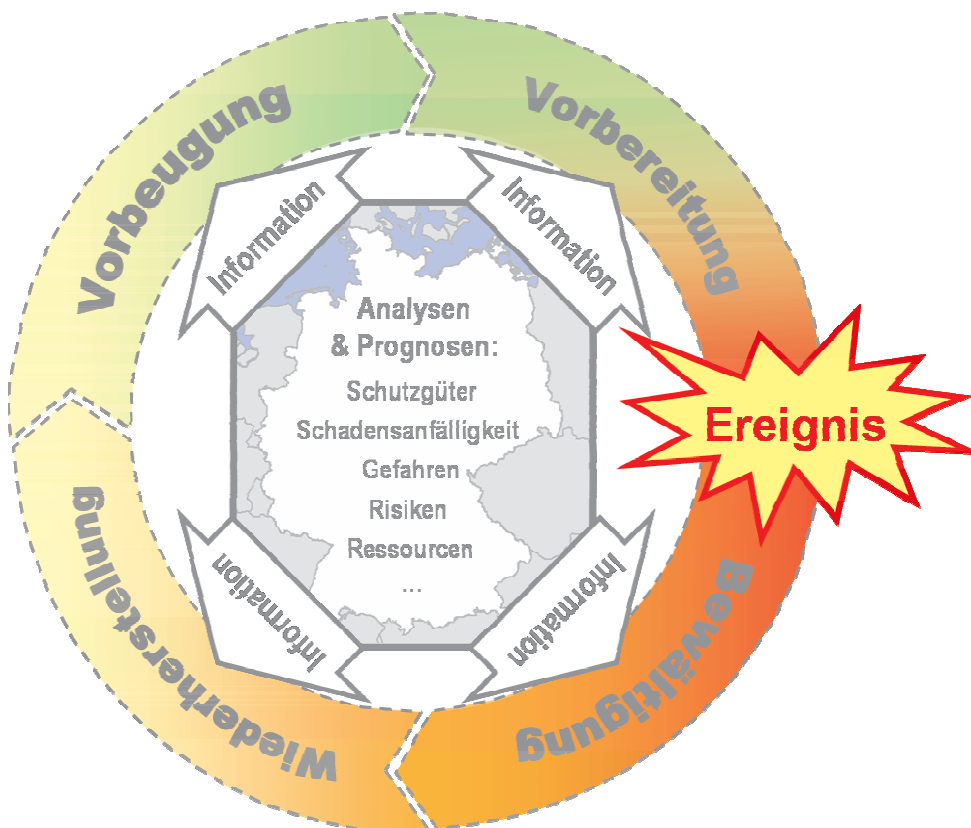 Vorbeugung
Vorbereitung
Information
Information
Analysen
& Prognosen:
Schutzgüter
Schadensanfälligkeit
Gefahren
Risiken
Ressourcen
...
Ereignis
Information
Information
Wiederherstellung
Bewältigung